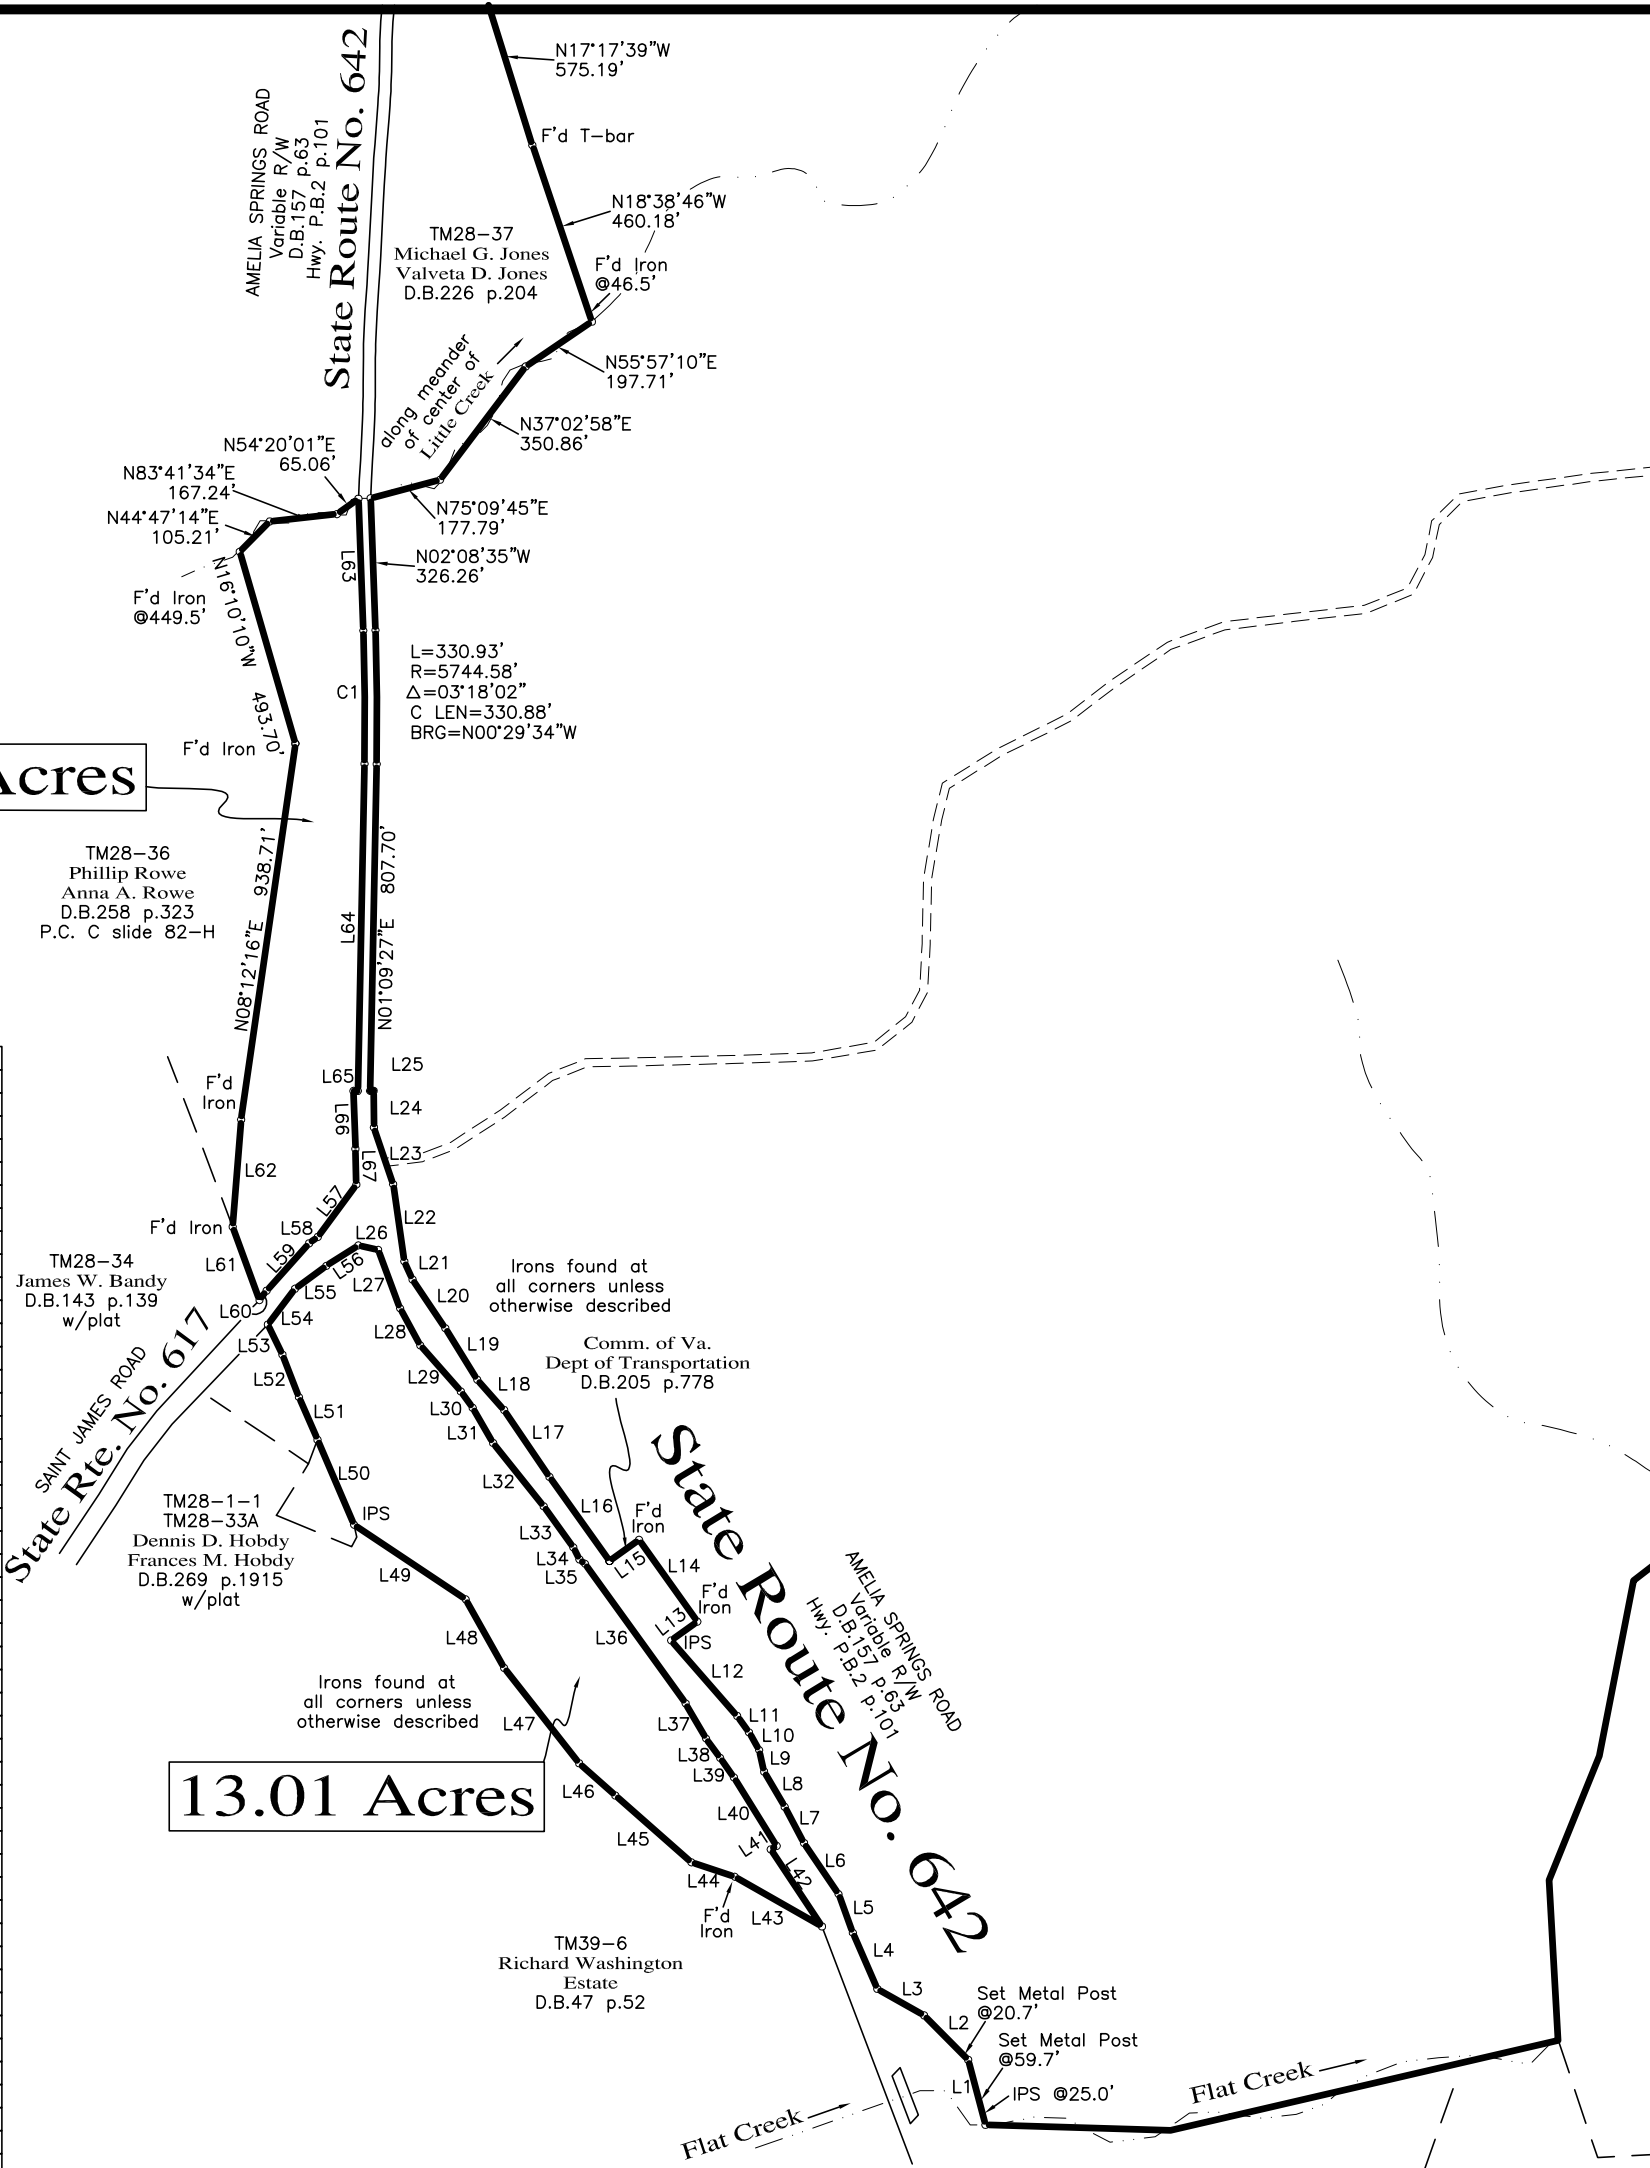 N17°17'39"W
575.19'
F'd T-bar
N18°38'46"W
460.18'
F'd Iron
@46.5'
AMELIA SPRINGS ROAD
Variable R/W
D.B.157 p.63
Hwy. P.B.2 p.101
State Route No. 642
TM28-37
Michael G. Jones
Valveta D. Jones
D.B.226 p.204
along meander
of center of
Little Creek
N55°57'10"E
197.71'
N37°02'58"E
350.86'
N54°20'01"E
65.06'
N83°41'34"E
167.24'
N44°47'14"E
105.21'
N75°09'45"E
177.79'
N02°08'35"W
326.26'
L63
F'd Iron
@449.5'
N16°10'10"W 493.70'
L=330.93'
R=5744.58'
Δ=03°18'02"
C LEN=330.88'
BRG=N00°29'34"W
C1
F'd Iron
Acres
TM28-36
Phillip Rowe
Anna A. Rowe
D.B.258 p.323
P.C. C slide 82-H
N08°12'16"E 938.71'
L64
N01°09'27"E 807.70'
L25
L65
L24
L66
L23
L67
F'd
Iron
L62
L57
L22
F'd Iron
L58
L26
L61
L59
L56
L21
L27
L55
L20
L60
L54
L28
L19
L53
TM28-34
James W. Bandy
D.B.143 p.139
w/plat
Irons found at
all corners unless
otherwise described
Comm. of Va.
Dept of Transportation
D.B.205 p.778
SAINT JAMES ROAD
State Rte. No. 617
L52
L29
L18
L51
L30
L31
L17
L50
L32
L16
IPS
L33
F'd
Iron
L34
L15
L35
L14
TM28-1-1
TM28-33A
Dennis D. Hobdy
Frances M. Hobdy
D.B.269 p.1915
w/plat
L49
F'd
Iron
L13
IPS
L36
L48
L12
State Route No. 642
AMELIA SPRINGS ROAD
Variable R/W
D.B.157 p.63
Hwy. P.B.2 p.101
Irons found at
all corners unless
otherwise described
L47
L37
L11
L10
L38
L9
L39
L8
L46
L40
L7
13.01 Acres
L45
L41
L42
L6
L44
L43
L5
F'd
Iron
L4
TM39-6
Richard Washington
Estate
D.B.47 p.52
L3
L2
Set Metal Post
@20.7'
Set Metal Post
@59.7'
L1
IPS @25.0'
Flat Creek
Flat Creek